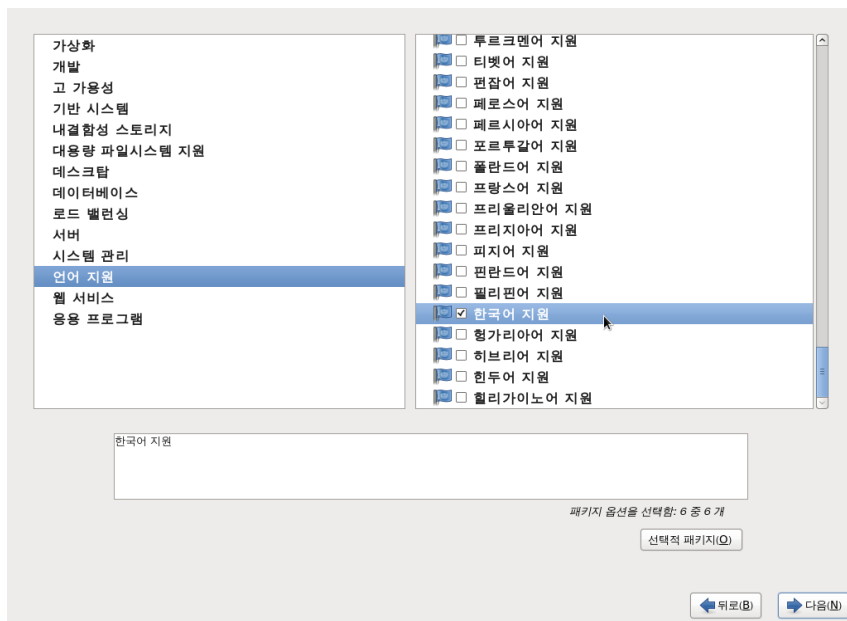 가상화
개발
고 가용성
기반 시스템
내결함성 스토리지
대용량 파일시스템 지원
데스크탑
데이터베이스
로드 밸런싱
서버
시스템 관리
언어 지원
웹 서비스
응용 프로그램
투르크멘어 지원
티벳어 지원
펀잡어 지원
페로스어 지원
페르시아어 지원
포르투갈어 지원
폴란드어 지원
프랑스어 지원
프리울리안어 지원
프리지아어 지원
피지어 지원
핀란드어 지원
필리핀어 지원
한국어 지원
헝가리아어 지원
히브리어 지원
힌두어 지원
힐리가이노어 지원
한국어 지원
패키지 옵션을 선택함: 6 중 6 개
선택적 패키지(O)
뒤로(B)
다음(N)